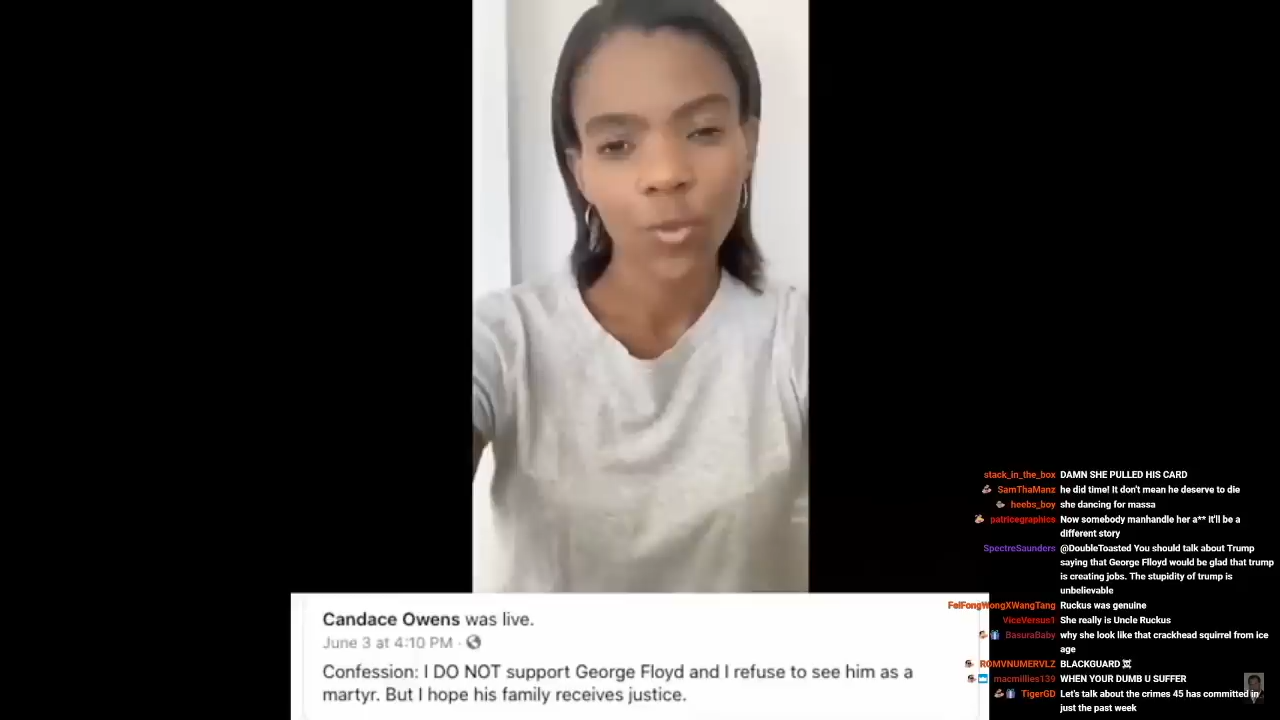 stack_in_the_box DAMN SHE PULLED HIS CARD
SamThaManz he did time! It don't mean he deserve to die
heebs_boy she dancing for massa
patricegraphics Now somebody manhandle her a** it'll be a
different story
SpectreSaunders @DoubleToasted You should talk about Trump
saying that George Flloyd would be glad that trump
is creating jobs. The stupidity of trump is
unbelievable
FeiFongWongXWangTang Ruckus was genuine
ViceVersus1 She really is Uncle Ruckus
BasuraBaby why she look like that crackhead squirrel from ice
age
ROMVNUMERVLZ BLACKGUARD ☠
macmillies139 WHEN YOUR DUMB U SUFFER
TigerGD Let's talk about the crimes 45 has committed in
just the past week
Candace Owens was live.
June 3 at 4:10 PM ·
Confession: I DO NOT support George Floyd and I refuse to see him as a
martyr. But I hope his family receives justice.